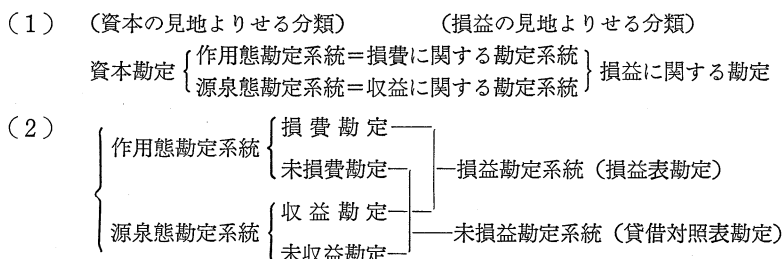 (1) (資本の見地よりせる分類) (損益の見地よりせる分類)
資本勘定 作用態勘定系統=損費に関する勘定系統 損益に関する勘定
源泉態勘定系統=収益に関する勘定系統
(2)
作用態勘定系統 損費勘定
未損費勘定 損益勘定系統(損益表勘定)
源泉態勘定系統 収益勘定
未収益勘定 未損益勘定系統(貸借対照表勘定)